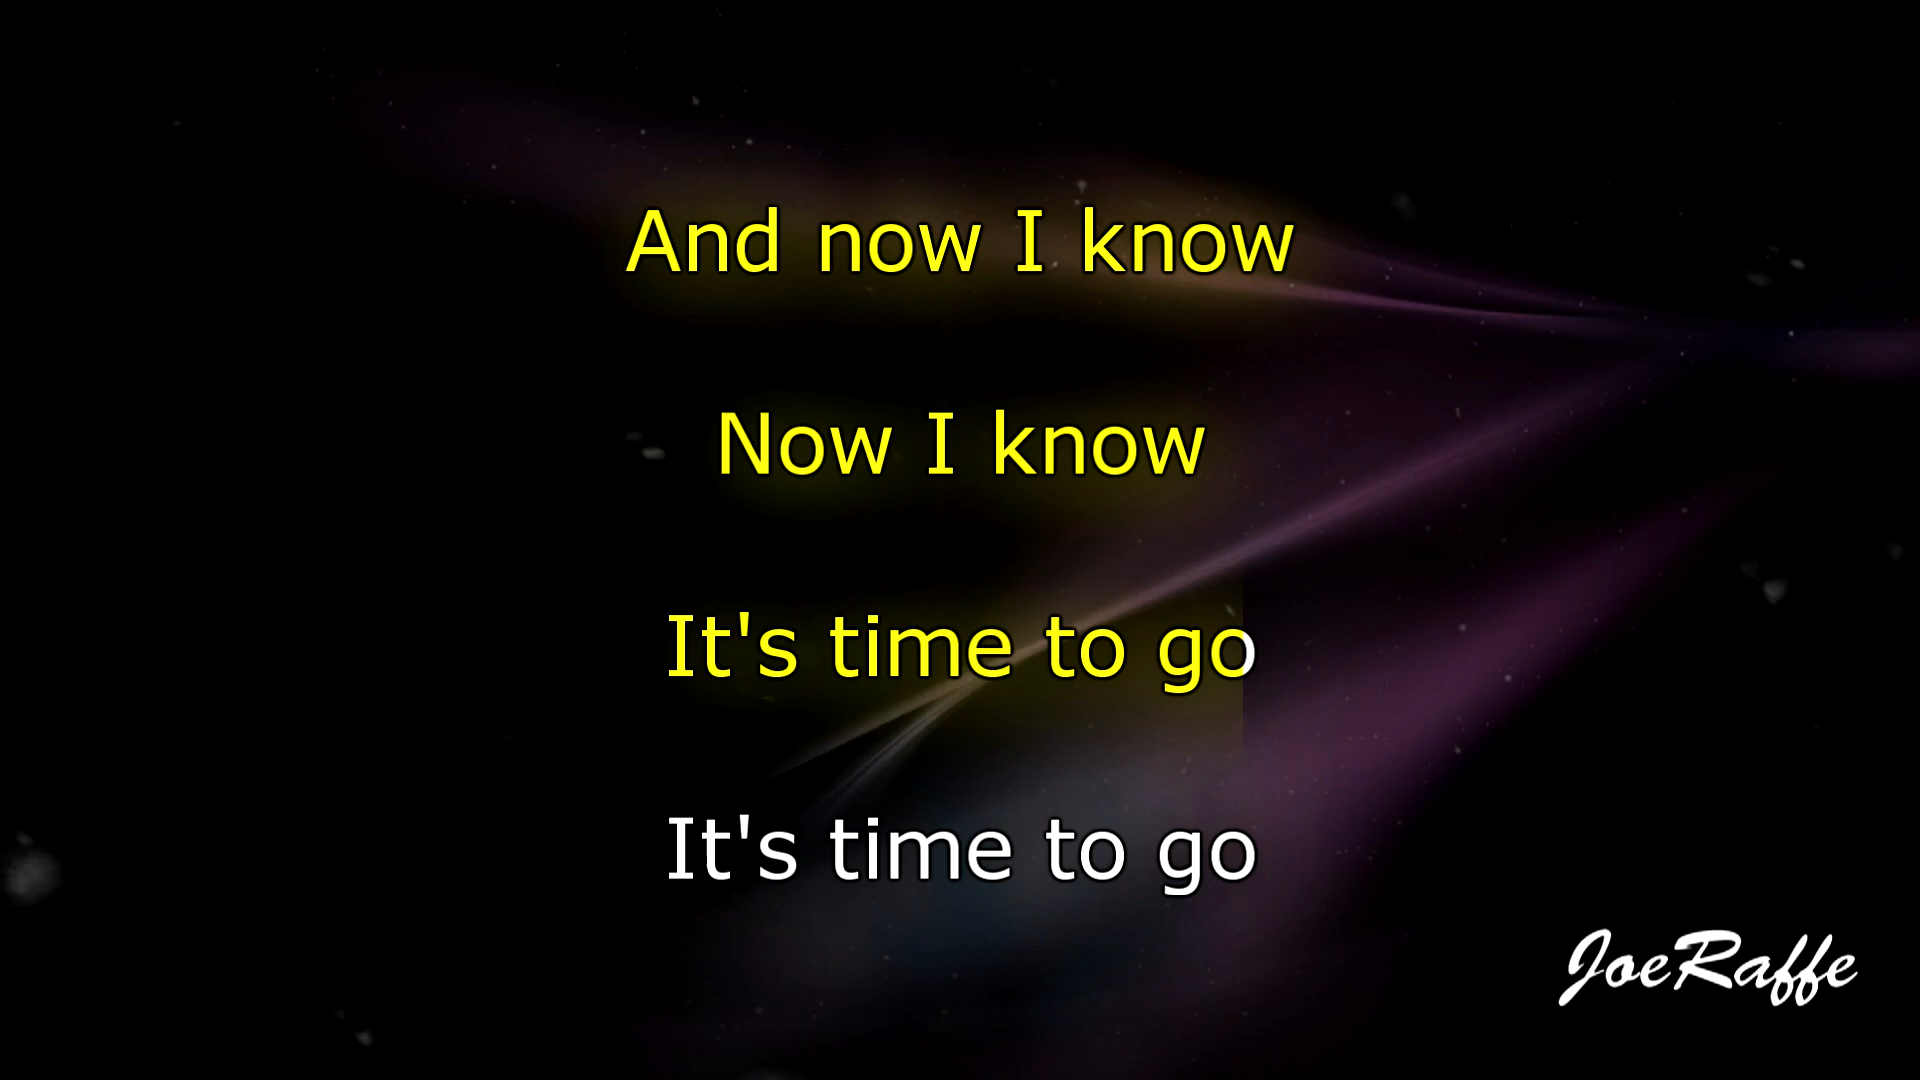 And now I know
Now I know
It's time to go
It's time to go
JoeRaffe